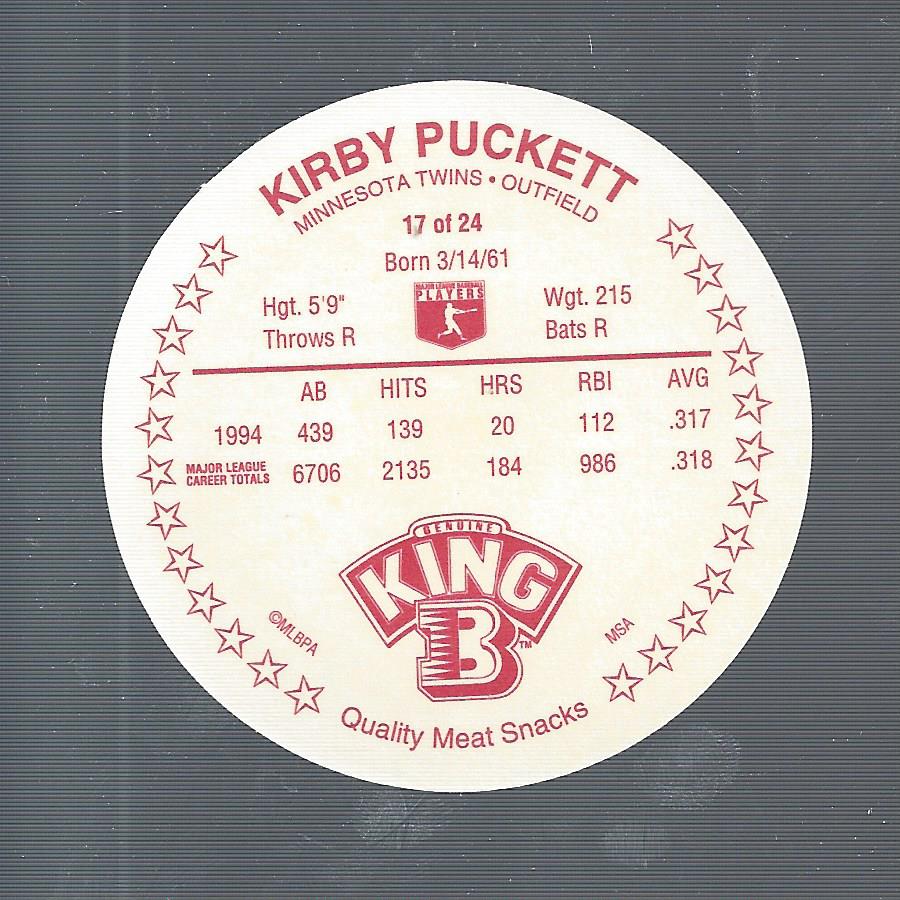 KIRBY PUCKETT
MINNESOTA TWINS • OUTFIELD
17 of 24
Born 3/14/61
Hgt. 5'9"
Throws R
MAJOR LEAGUE BASEBALL
PLAYERS
Wgt. 215
Bats R
AB HITS HRS RBI AVG
1994 439 139 20 112 .317
MAJOR LEAGUE
CAREER TOTALS 6706 2135 184 986 .318
GENUINE
KING
B™
©MLBPA
MSA
Quality Meat Snacks